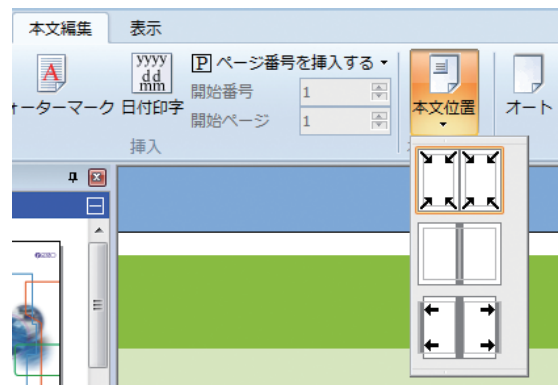 本文編集 表示
ォーターマーク
yyyy
dd
mm
日付印字
P ページ番号を挿入する
開始番号 1
開始ページ 1
挿入
本文位置
オート